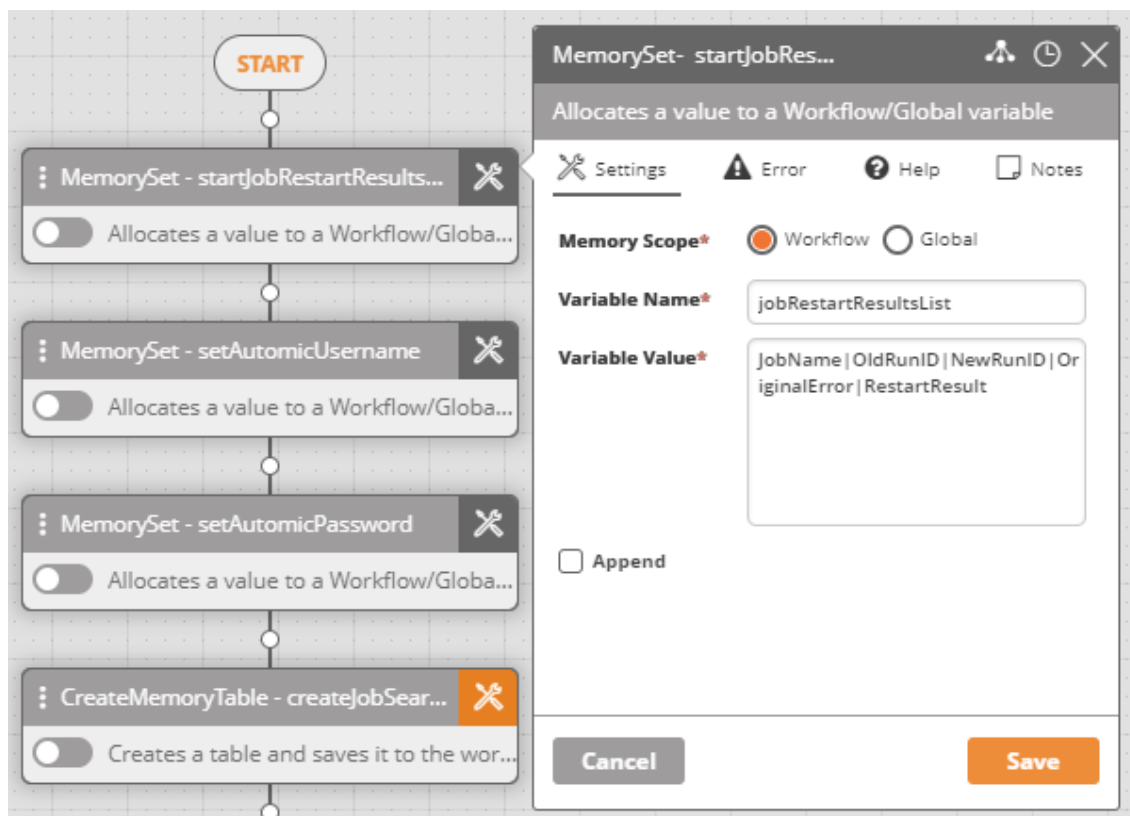 START
MemorySet - startJobRestartResults...
Allocates a value to a Workflow/Globa...
MemorySet - setAutomicUsername
Allocates a value to a Workflow/Globa...
MemorySet - setAutomicPassword
Allocates a value to a Workflow/Globa...
CreateMemoryTable - createJobSear...
Creates a table and saves it to the wor...
MemorySet- startJobRes...
Allocates a value to a Workflow/Global variable
Settings Error Help Notes
Memory Scope* Workflow Global
Variable Name* jobRestartResultsList
Variable Value* JobName|OldRunID|NewRunID|Or
iginalError|RestartResult
Append
Cancel Save